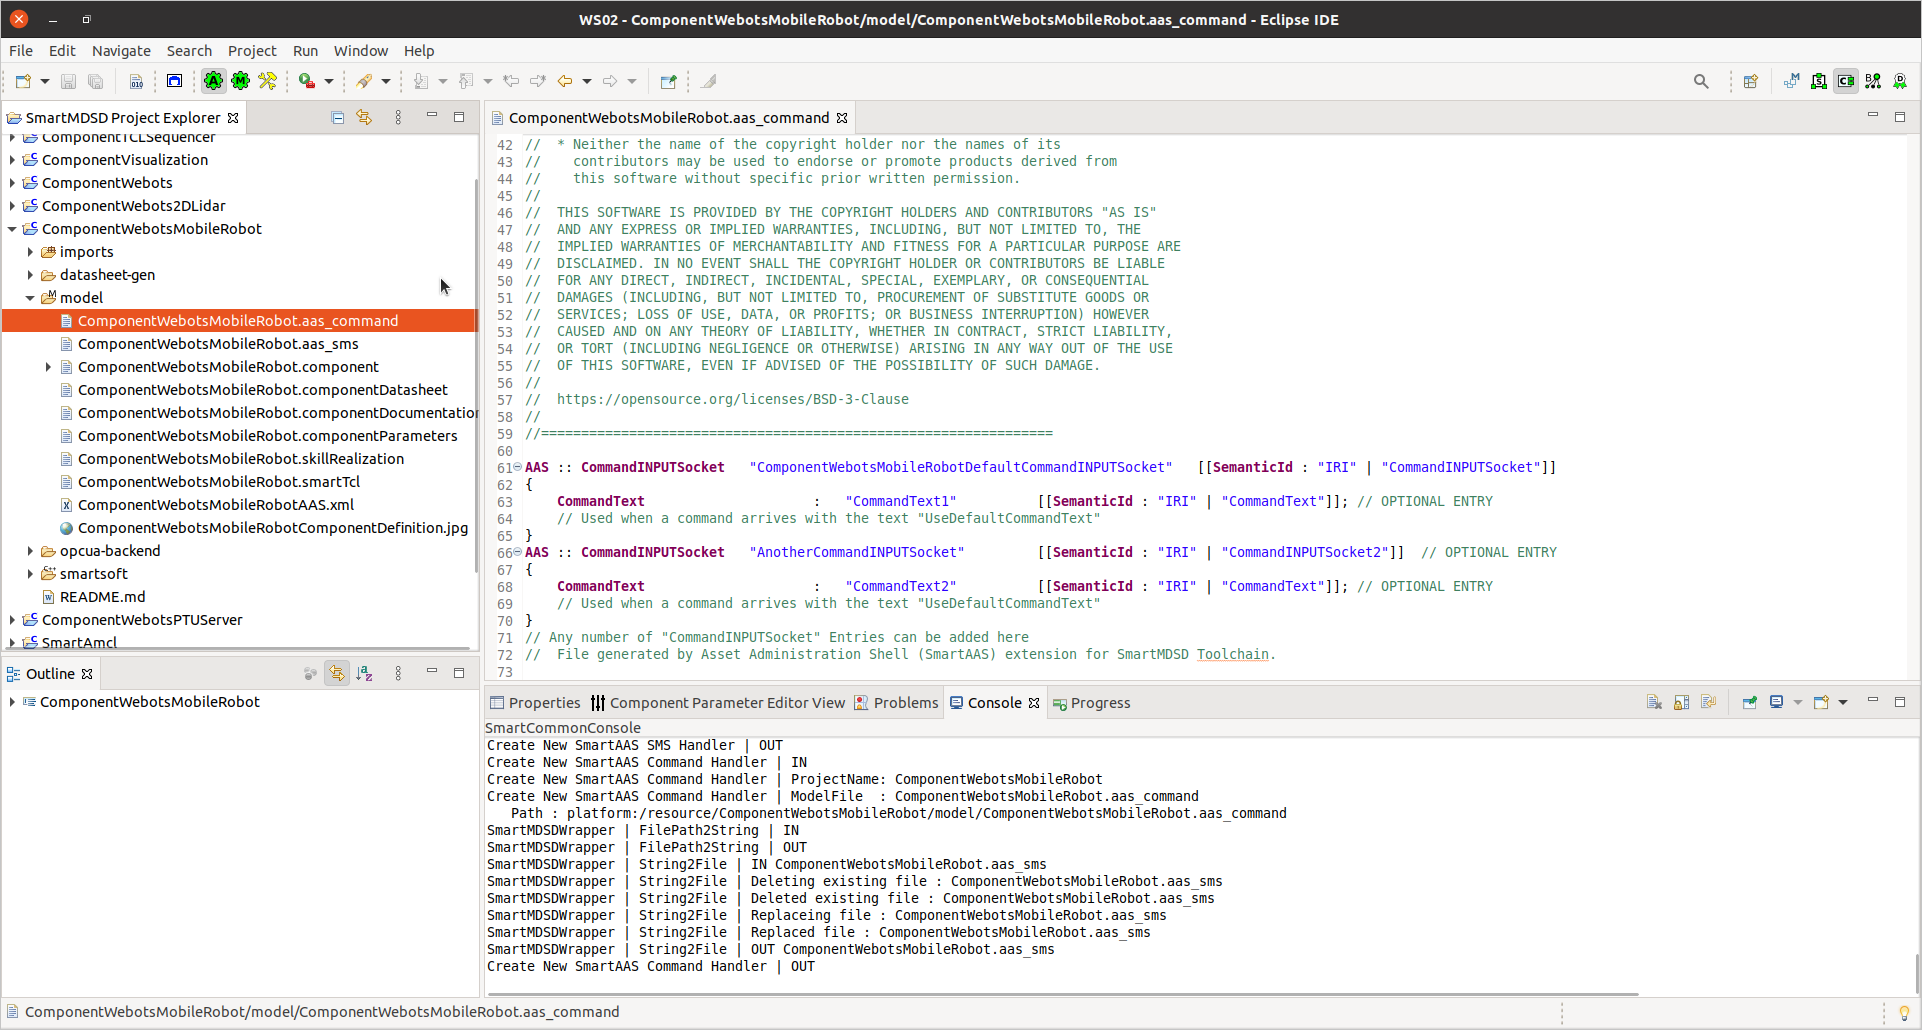 WS02 - ComponentWebotsMobileRobot/model/ComponentWebotsMobileRobot.aas_command - Eclipse IDE
File Edit Navigate Search Project Run Window Help
SmartMDSD Project Explorer
ComponentTCLSequencer
ComponentVisualization
ComponentWebots
ComponentWebots2DLidar
ComponentWebotsMobileRobot
imports
datasheet-gen
model
ComponentWebotsMobileRobot.aas_command
ComponentWebotsMobileRobot.aas_sms
ComponentWebotsMobileRobot.component
ComponentWebotsMobileRobot.componentDatasheet
ComponentWebotsMobileRobot.componentDocumentation
ComponentWebotsMobileRobot.componentParameters
ComponentWebotsMobileRobot.skillRealization
ComponentWebotsMobileRobot.smartTcl
ComponentWebotsMobileRobotAAS.xml
ComponentWebotsMobileRobotComponentDefinition.jpg
opcua-backend
smartsoft
README.md
ComponentWebotsPTUServer
SmartAmcl
Outline
ComponentWebotsMobileRobot
ComponentWebotsMobileRobot.aas_command
42 //  * Neither the name of the copyright holder nor the names of its
43 //    contributors may be used to endorse or promote products derived from
44 //    this software without specific prior written permission.
45 //
46 //  THIS SOFTWARE IS PROVIDED BY THE COPYRIGHT HOLDERS AND CONTRIBUTORS "AS IS"
47 //  AND ANY EXPRESS OR IMPLIED WARRANTIES, INCLUDING, BUT NOT LIMITED TO, THE
48 //  IMPLIED WARRANTIES OF MERCHANTABILITY AND FITNESS FOR A PARTICULAR PURPOSE ARE
49 //  DISCLAIMED. IN NO EVENT SHALL THE COPYRIGHT HOLDER OR CONTRIBUTORS BE LIABLE
50 //  FOR ANY DIRECT, INDIRECT, INCIDENTAL, SPECIAL, EXEMPLARY, OR CONSEQUENTIAL
51 //  DAMAGES (INCLUDING, BUT NOT LIMITED TO, PROCUREMENT OF SUBSTITUTE GOODS OR
52 //  SERVICES; LOSS OF USE, DATA, OR PROFITS; OR BUSINESS INTERRUPTION) HOWEVER
53 //  CAUSED AND ON ANY THEORY OF LIABILITY, WHETHER IN CONTRACT, STRICT LIABILITY,
54 //  OR TORT (INCLUDING NEGLIGENCE OR OTHERWISE) ARISING IN ANY WAY OUT OF THE USE
55 //  OF THIS SOFTWARE, EVEN IF ADVISED OF THE POSSIBILITY OF SUCH DAMAGE.
56 //
57 //  https://opensource.org/licenses/BSD-3-Clause
58 //
59 //================================================================
60
61 AAS :: CommandINPUTSocket   "ComponentWebotsMobileRobotDefaultCommandINPUTSocket"   [[SemanticId : "IRI" | "CommandINPUTSocket"]]
62 {
63     CommandText                     :   "CommandText1"          [[SemanticId : "IRI" | "CommandText"]]; // OPTIONAL ENTRY
64     // Used when a command arrives with the text "UseDefaultCommandText"
65 }
66 AAS :: CommandINPUTSocket   "AnotherCommandINPUTSocket"         [[SemanticId : "IRI" | "CommandINPUTSocket2"]]  // OPTIONAL ENTRY
67 {
68     CommandText                     :   "CommandText2"          [[SemanticId : "IRI" | "CommandText"]]; // OPTIONAL ENTRY
69     // Used when a command arrives with the text "UseDefaultCommandText"
70 }
71 // Any number of "CommandINPUTSocket" Entries can be added here
72 //  File generated by Asset Administration Shell (SmartAAS) extension for SmartMDSD Toolchain.
73
Properties Component Parameter Editor View Problems Console Progress
SmartCommonConsole
Create New SmartAAS SMS Handler | OUT
Create New SmartAAS Command Handler | IN
Create New SmartAAS Command Handler | ProjectName: ComponentWebotsMobileRobot
Create New SmartAAS Command Handler | ModelFile  : ComponentWebotsMobileRobot.aas_command
   Path : platform:/resource/ComponentWebotsMobileRobot/model/ComponentWebotsMobileRobot.aas_command
SmartMDSDWrapper | FilePath2String | IN
SmartMDSDWrapper | FilePath2String | OUT
SmartMDSDWrapper | String2File | IN ComponentWebotsMobileRobot.aas_sms
SmartMDSDWrapper | String2File | Deleting existing file : ComponentWebotsMobileRobot.aas_sms
SmartMDSDWrapper | String2File | Deleted existing file : ComponentWebotsMobileRobot.aas_sms
SmartMDSDWrapper | String2File | Replaceing file : ComponentWebotsMobileRobot.aas_sms
SmartMDSDWrapper | String2File | Replaced file : ComponentWebotsMobileRobot.aas_sms
SmartMDSDWrapper | String2File | OUT ComponentWebotsMobileRobot.aas_sms
Create New SmartAAS Command Handler | OUT
ComponentWebotsMobileRobot/model/ComponentWebotsMobileRobot.aas_command